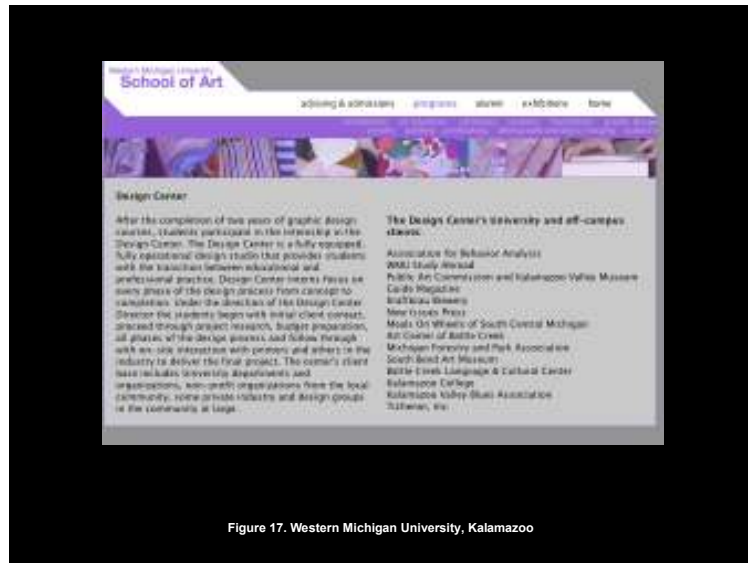 Western Michigan University
School of Art
advising & admissions programs alumni exhibitions home
Design Center
After the completion of two years of graphic design
courses, students participate in the internship in the
Design Center. The Design Center is a fully equipped,
fully operational design studio that provides students
with the transition between educational and
professional practice. Design Center interns focus on
every phase of the design process from concept to
completion. Under the direction of the Design Center
Director the students begin with initial client contact,
proceed through project research, budget preparation,
all phases of the design process and follow through
with on-site interaction with printers and others in the
industry to deliver the final project. The center's client
base includes University departments and
organizations, non-profit organizations from the local
community, some private industry and design groups
in the community at large.
The Design Center's University and off-campus
clients:
Association for Behavior Analysis
WMU Study Abroad
Public Art Commission and Kalamazoo Valley Museum
Guide Magazine
Kraftbrau Brewery
New Issues Press
Meals On Wheels of South Central Michigan
Art Center of Battle Creek
Michigan Forestry and Park Association
South Bend Art Museum
Battle Creek Language & Cultural Center
Kalamazoo College
Kalamazoo Valley Blues Association
Inc.
Figure 17. Western Michigan University, Kalamazoo